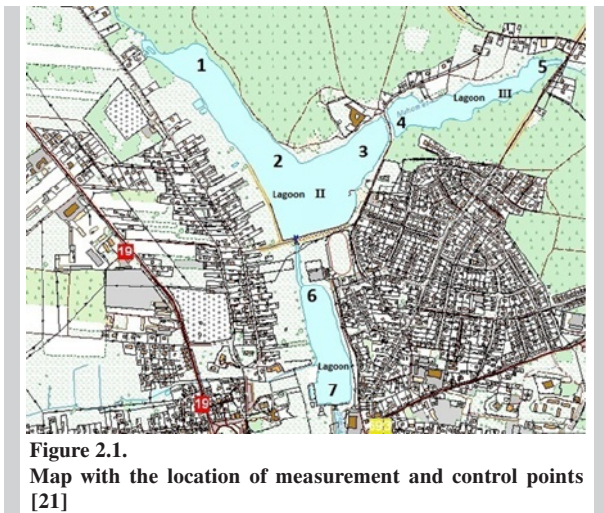 1
5
Lagoon III
4
3
2
Lagoon II
19
6
Lagoon
7
19
Figure 2.1.
Map with the location of measurement and control points
[21]